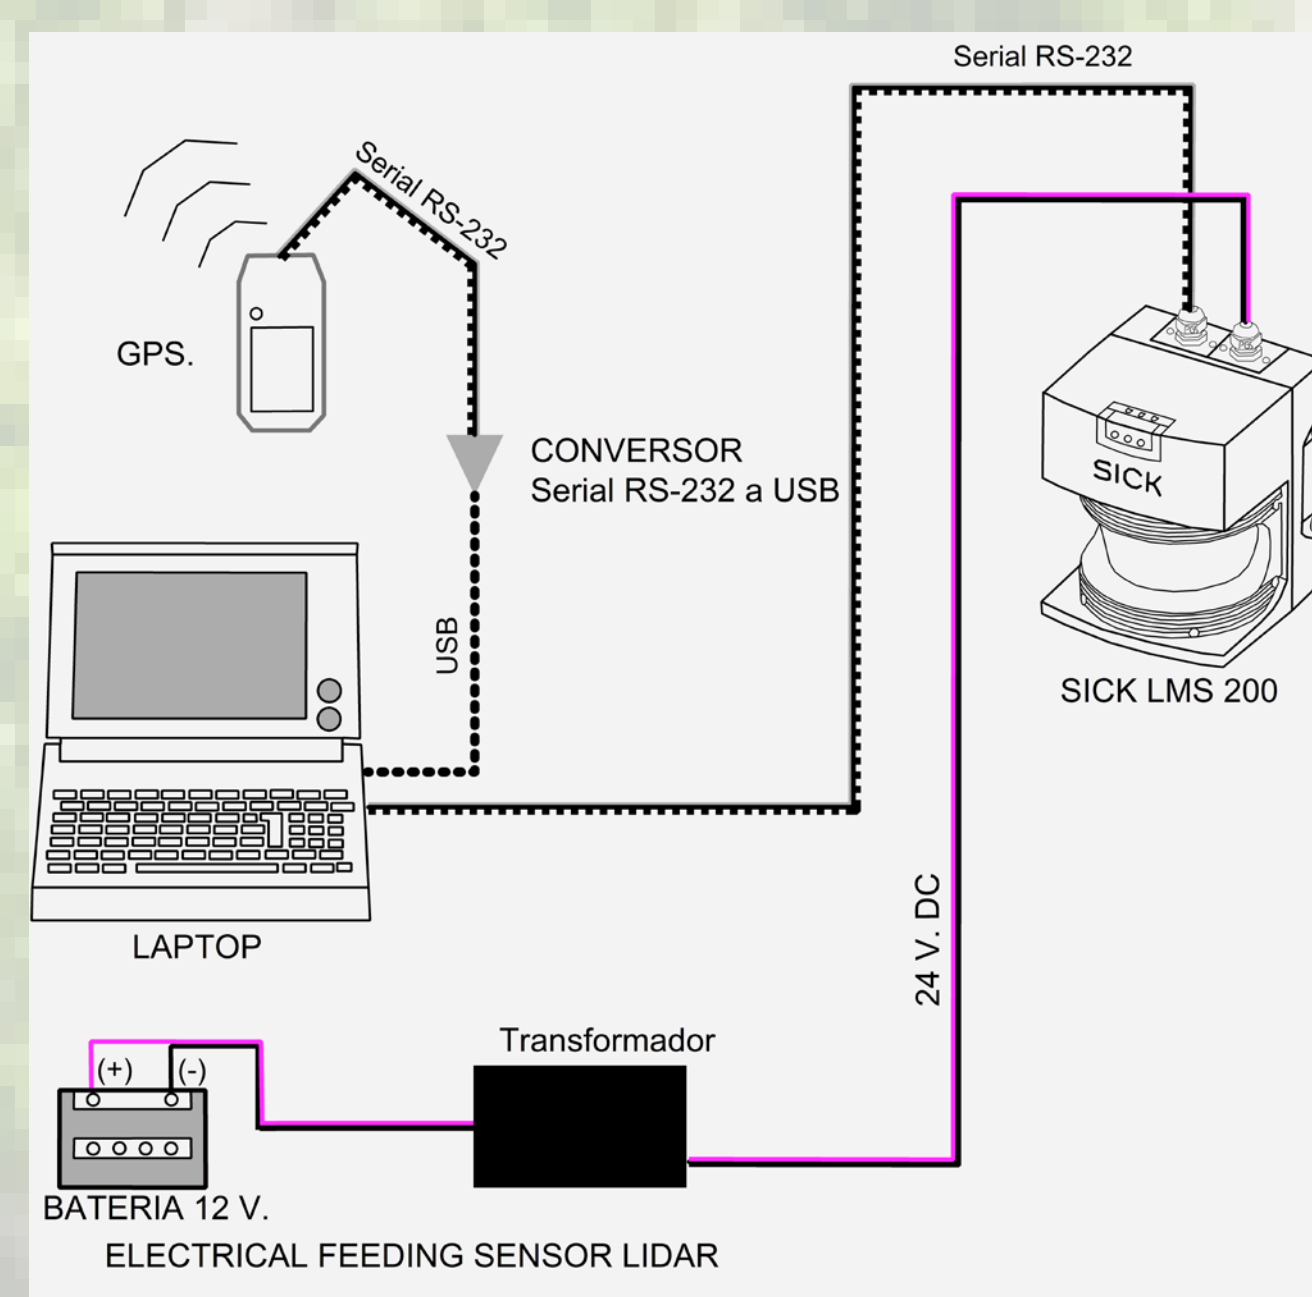 Serial RS-232
Serial RS-232
GPS.
CONVERSOR
Serial RS-232 a USB
SICK
USB
SICK LMS 200
LAPTOP
24 V. DC
Transformador
(+) (-)
BATERIA 12 V.
ELECTRICAL FEEDING SENSOR LIDAR